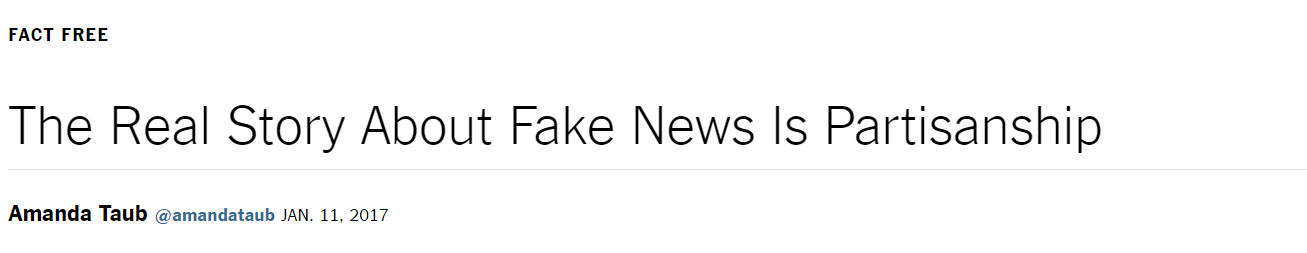 FACT FREE
The Real Story About Fake News Is Partisanship
Amanda Taub @amandataub JAN. 11, 2017